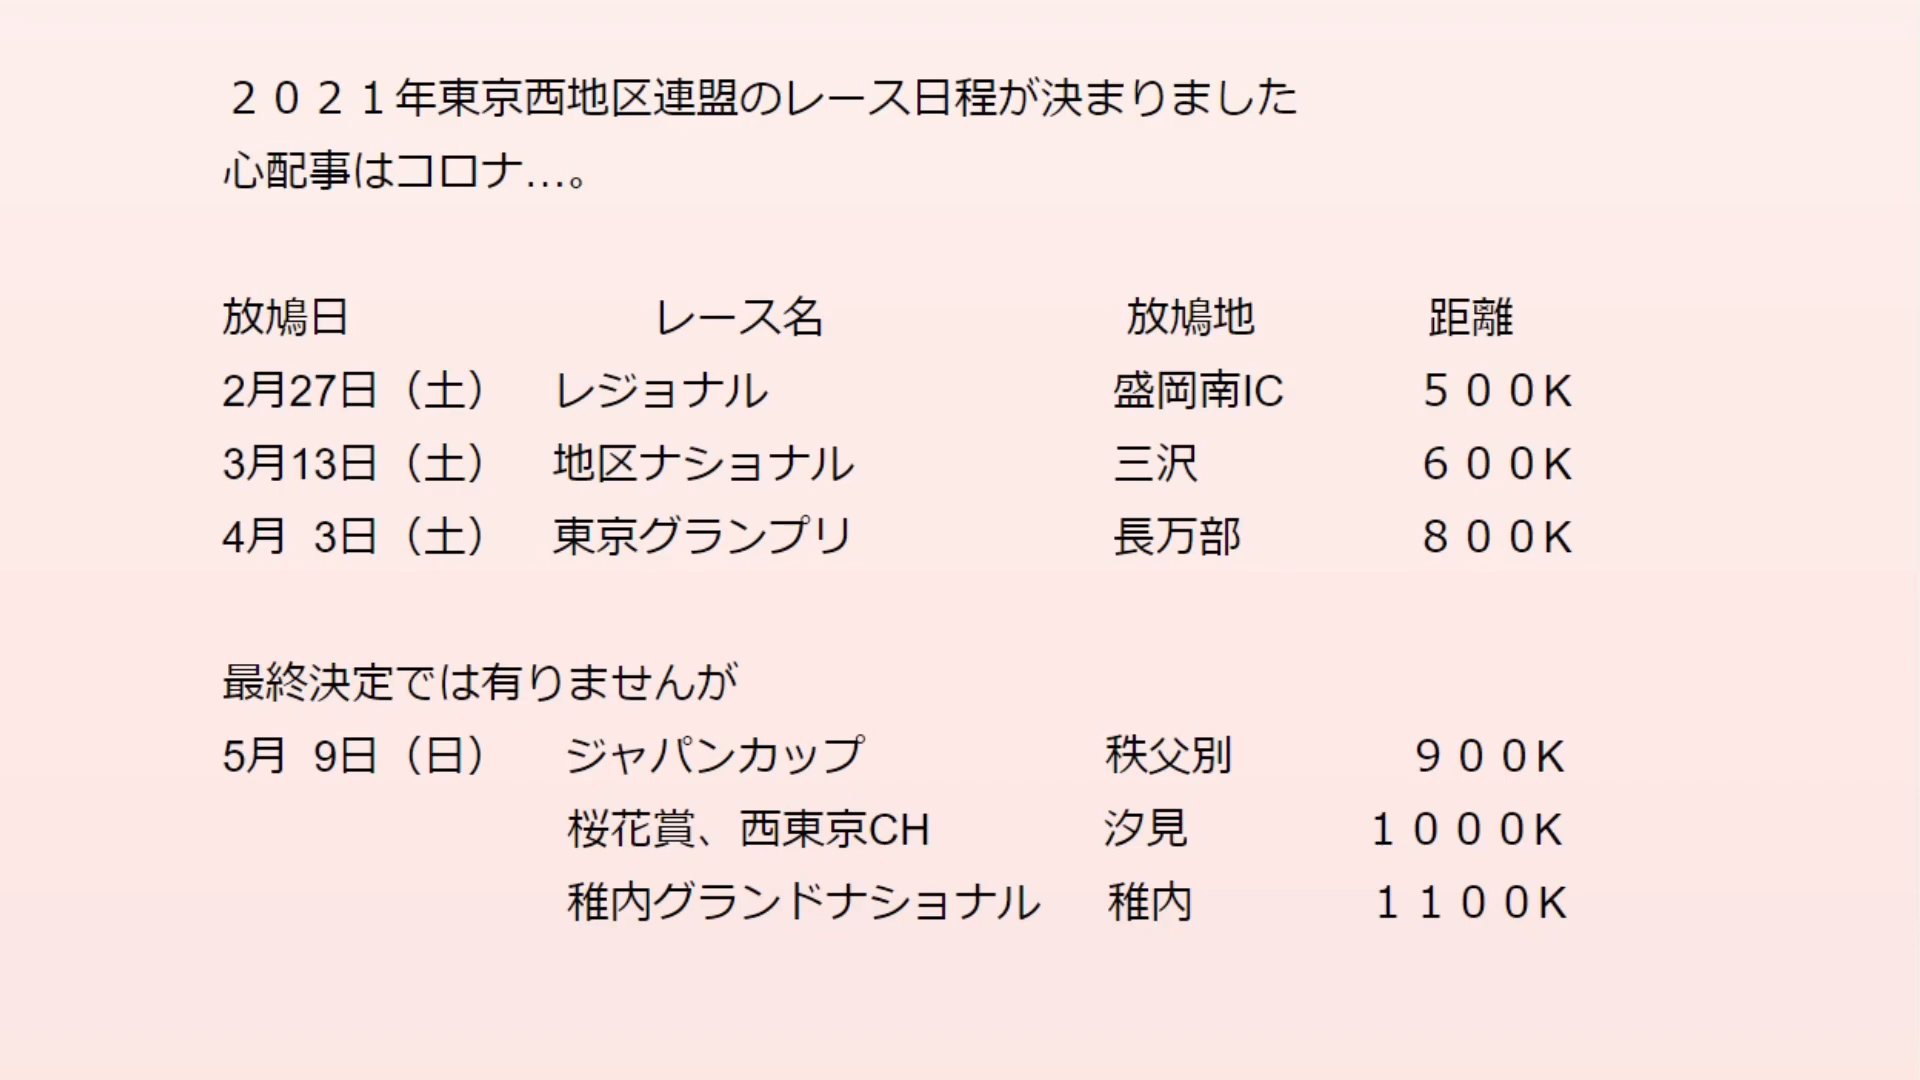 ２０２１年東京西地区連盟のレース日程が決まりました
心配事はコロナ…。
放鳩日　レース名　放鳩地　距離
2月27日（土）　レジョナル　盛岡南IC　５００K
3月13日（土）　地区ナショナル　三沢　６００K
4月 3日（土）　東京グランプリ　長万部　８００K
最終決定では有りませんが
5月 9日（日）　ジャパンカップ　秩父別　９００K
桜花賞、西東京CH　汐見　１０００K
稚内グランドナショナル　稚内　１１００K